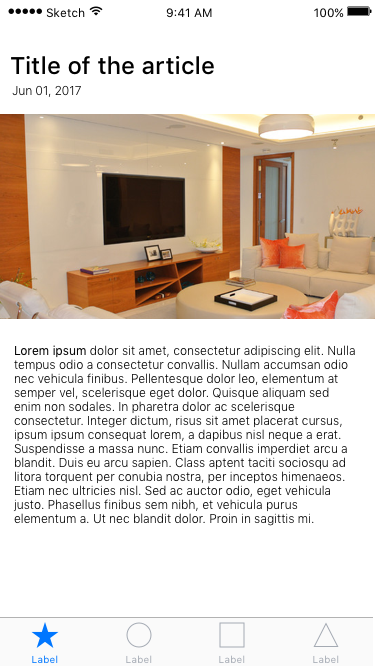 Sketch 9:41 AM 100%
Title of the article
Jun 01, 2017
Lorem ipsum dolor sit amet, consectetur adipiscing elit. Nulla
tempus odio a consectetur convallis. Nullam accumsan odio
nec vehicula finibus. Pellentesque dolor leo, elementum at
semper vel, scelerisque eget dolor. Quisque aliquam sed
enim non sodales. In pharetra dolor ac scelerisque
consectetur. Integer dictum, risus sit amet placerat cursus,
ipsum ipsum consequat lorem, a dapibus nisl neque a erat.
Suspendisse a massa nunc. Etiam convallis imperdiet arcu a
blandit. Duis eu arcu sapien. Class aptent taciti sociosqu ad
litora torquent per conubia nostra, per inceptos himenaeos.
Etiam nec ultricies nisl. Sed ac auctor odio, eget vehicula
justo. Phasellus finibus sem nibh, et vehicula purus
elementum a. Ut nec blandit dolor. Proin in sagittis mi.
Label Label Label Label